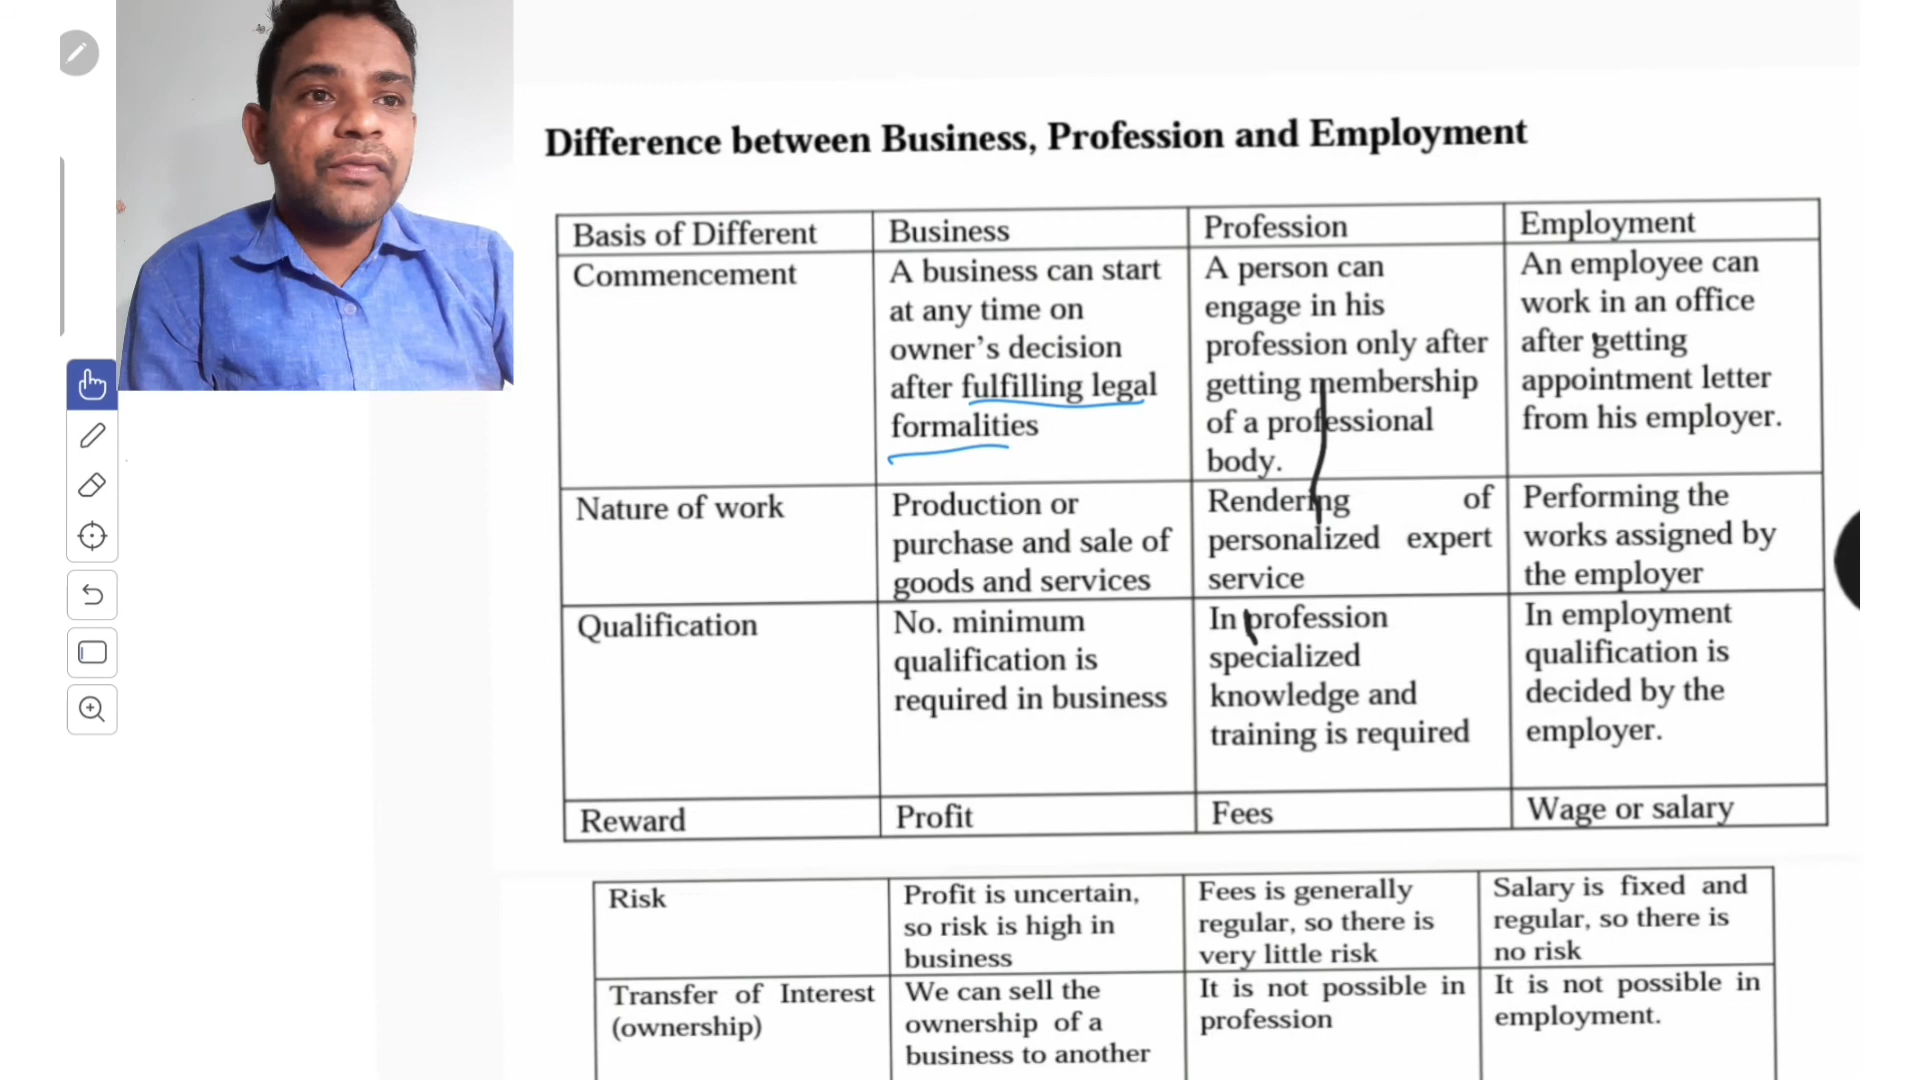 Difference between Business, Profession and Employment
Basis of Different
Business
Profession
Employment
Commencement
A business can start
at any time on
owner's decision
after fulfilling legal
formalities
A person can
engage in his
profession only after
getting membership
of a professional
body.
An employee can
work in an office
after getting
appointment letter
from his employer.
Nature of work
Production or
purchase and sale of
goods and services
Rendering of
personalized expert
service
Performing the
works assigned by
the employer
Qualification
No. minimum
qualification is
required in business
In profession
specialized
knowledge and
training is required
In employment
qualification is
decided by the
employer.
Reward
Profit
Fees
Wage or salary
Risk
Profit is uncertain,
so risk is high in
business
Fees is generally
regular, so there is
very little risk
Salary is fixed and
regular, so there is
no risk
Transfer of Interest
(ownership)
We can sell the
ownership of a
business to another
It is not possible in
profession
It is not possible in
employment.